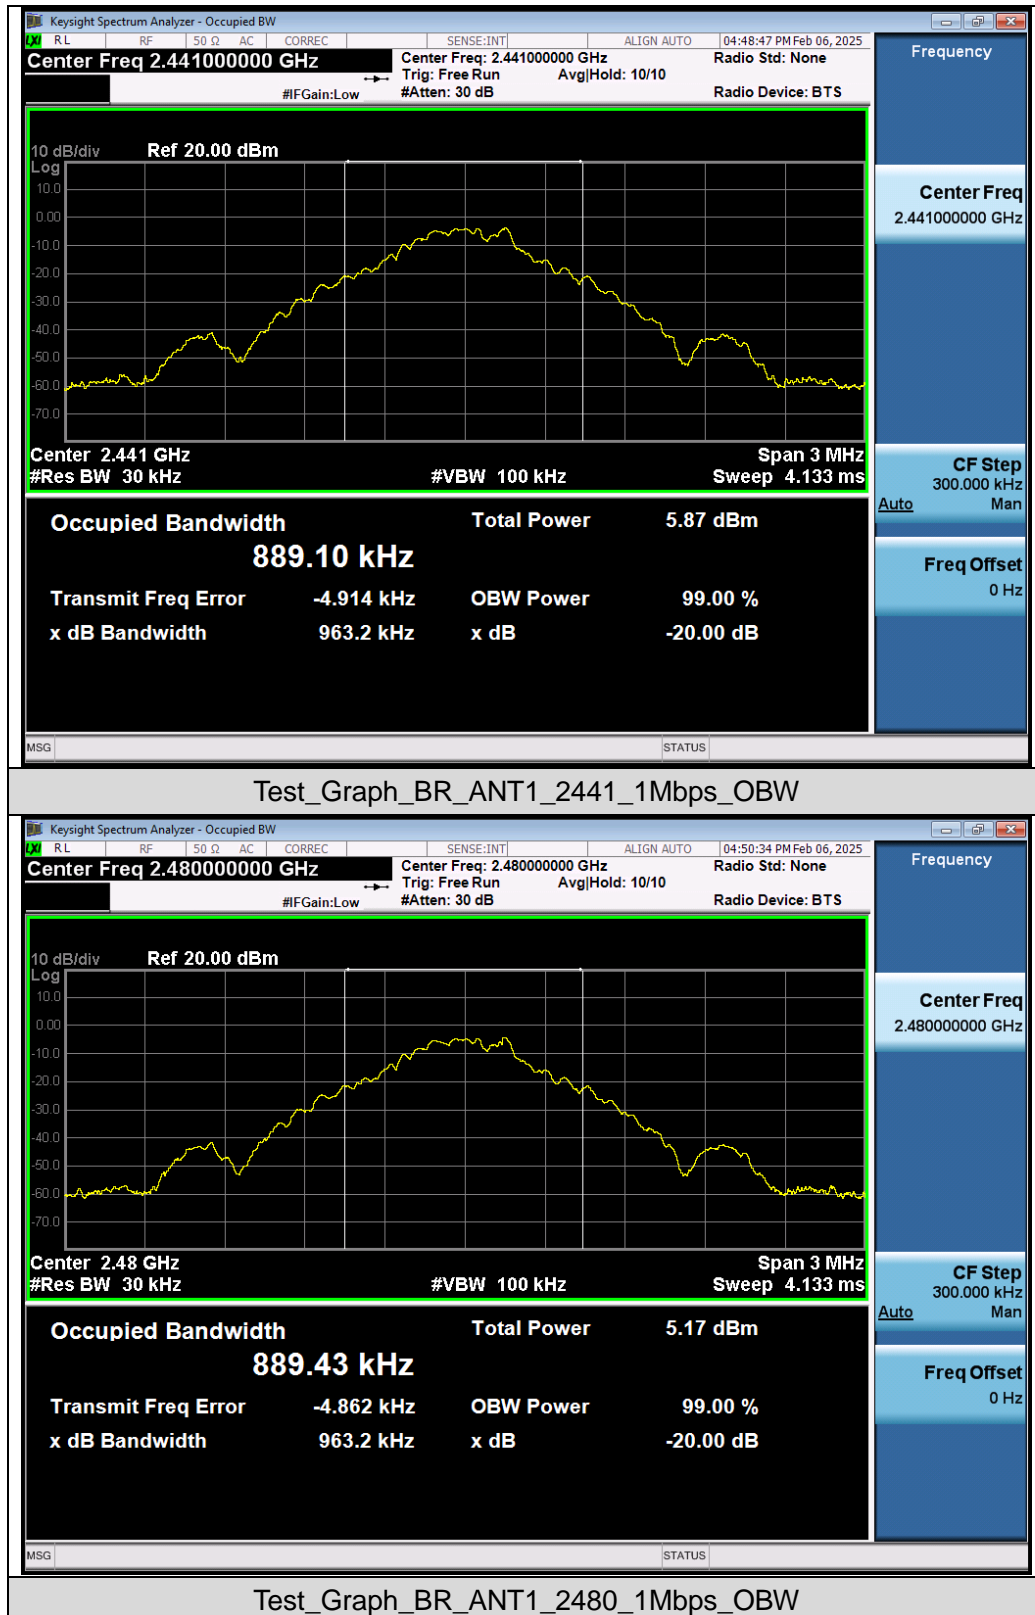 Keysight Spectrum Analyzer - Occupied BW
LXI RL RF 50 Ω AC CORREC SENSE:INT ALIGN AUTO 04:48:47 PM Feb 06, 2025
Center Freq 2.441000000 GHz Center Freq: 2.441000000 GHz Radio Std: None
Trig: Free Run Avg|Hold: 10/10
#IFGain:Low #Atten: 30 dB Radio Device: BTS
Frequency
10 dB/div Ref 20.00 dBm
Log
10.0
0.00
-10.0
-20.0
-30.0
-40.0
-50.0
-60.0
-70.0
Center 2.441 GHz Span 3 MHz
#Res BW 30 kHz #VBW 100 kHz Sweep 4.133 ms
Center Freq
2.441000000 GHz
CF Step
300.000 kHz
Auto Man
Freq Offset
0 Hz
Occupied Bandwidth Total Power 5.87 dBm
889.10 kHz
Transmit Freq Error -4.914 kHz OBW Power 99.00 %
x dB Bandwidth 963.2 kHz x dB -20.00 dB
MSG STATUS
Test_Graph_BR_ANT1_2441_1Mbps_OBW
Keysight Spectrum Analyzer - Occupied BW
LXI RL RF 50 Ω AC CORREC SENSE:INT ALIGN AUTO 04:50:34 PM Feb 06, 2025
Center Freq 2.480000000 GHz Center Freq: 2.480000000 GHz Radio Std: None
Trig: Free Run Avg|Hold: 10/10
#IFGain:Low #Atten: 30 dB Radio Device: BTS
Frequency
10 dB/div Ref 20.00 dBm
Log
10.0
0.00
-10.0
-20.0
-30.0
-40.0
-50.0
-60.0
-70.0
Center 2.48 GHz Span 3 MHz
#Res BW 30 kHz #VBW 100 kHz Sweep 4.133 ms
Center Freq
2.480000000 GHz
CF Step
300.000 kHz
Auto Man
Freq Offset
0 Hz
Occupied Bandwidth Total Power 5.17 dBm
889.43 kHz
Transmit Freq Error -4.862 kHz OBW Power 99.00 %
x dB Bandwidth 963.2 kHz x dB -20.00 dB
MSG STATUS
Test_Graph_BR_ANT1_2480_1Mbps_OBW